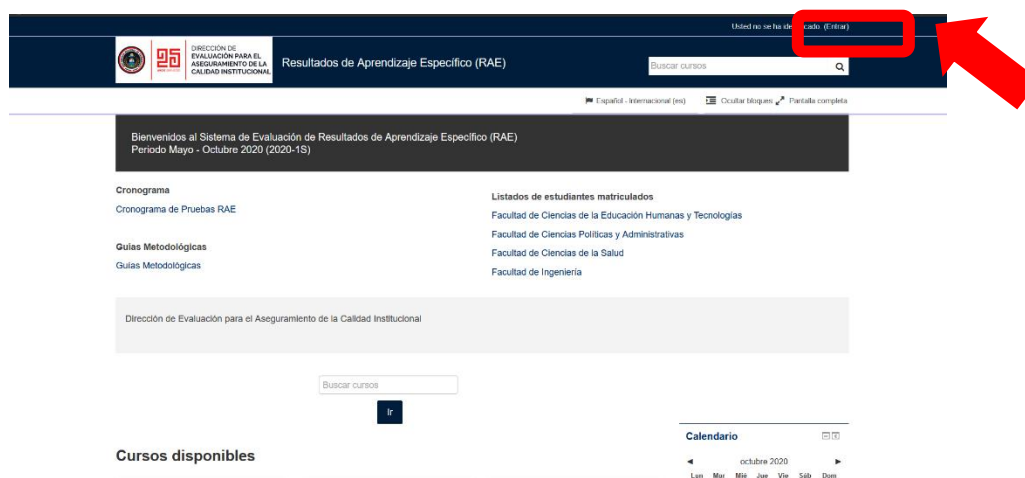 Usted no se ha cado. (Entrar)
DIRECCIÓN DE
EVALUACIÓN PARA EL
ASEGURAMIENTO DE LA
CALIDAD INSTITUCIONAL
Resultados de Aprendizaje Específico (RAE)
Buscar cursos
Español - Internacional (es)
Ocultar bloques
Pantalla completa
Bienvenidos al Sistema de Evaluación de Resultados de Aprendizaje Específico (RAE)
Periodo Mayo - Octubre 2020 (2020-1S)
Cronograma
Cronograma de Pruebas RAE
Guías Metodológicas
Guías Metodológicas
Listados de estudiantes matriculados
Facultad de Ciencias de la Educación Humanas y Tecnologías
Facultad de Ciencias Políticas y Administrativas
Facultad de Ciencias de la Salud
Facultad de Ingeniería
Dirección de Evaluación para el Aseguramiento de la Calidad Institucional
Buscar cursos
Ir
Cursos disponibles
Calendario
◄ octubre 2020 ►
Lun Mar Mié Jue Vie Sáb Dom